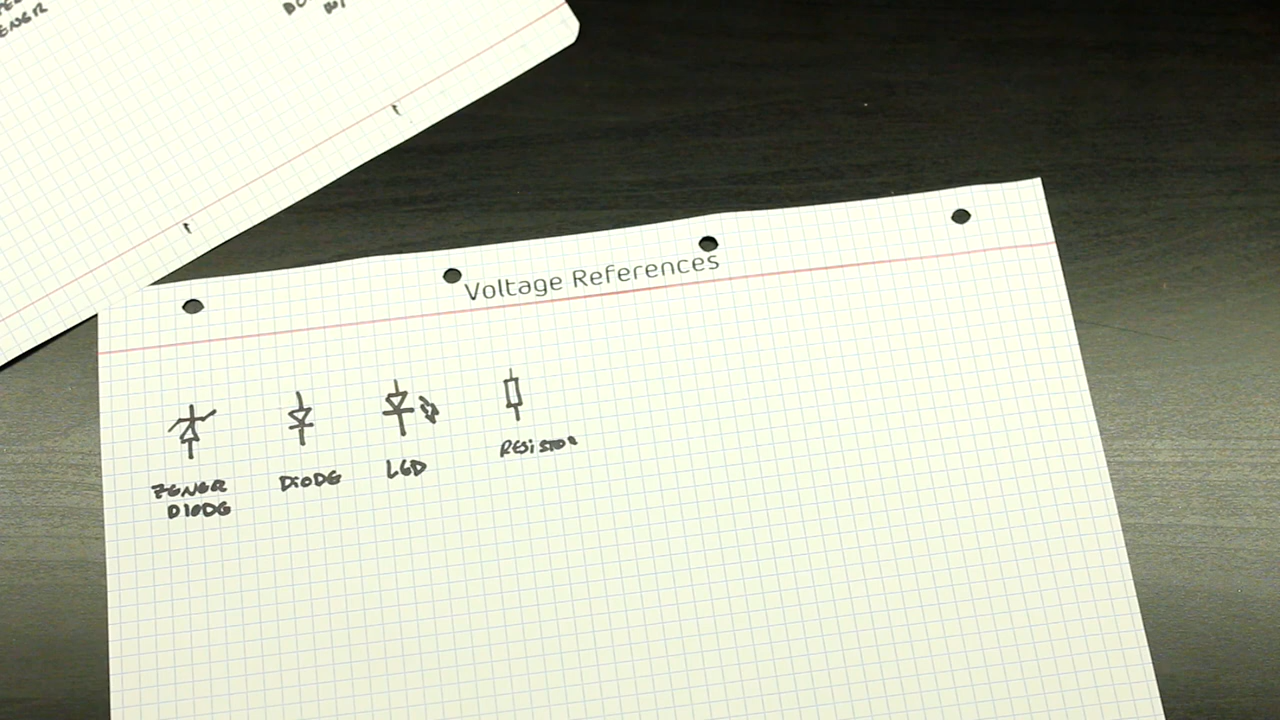 Voltage References
ZENER
DIODE
DIODE
LED
RESISTOR